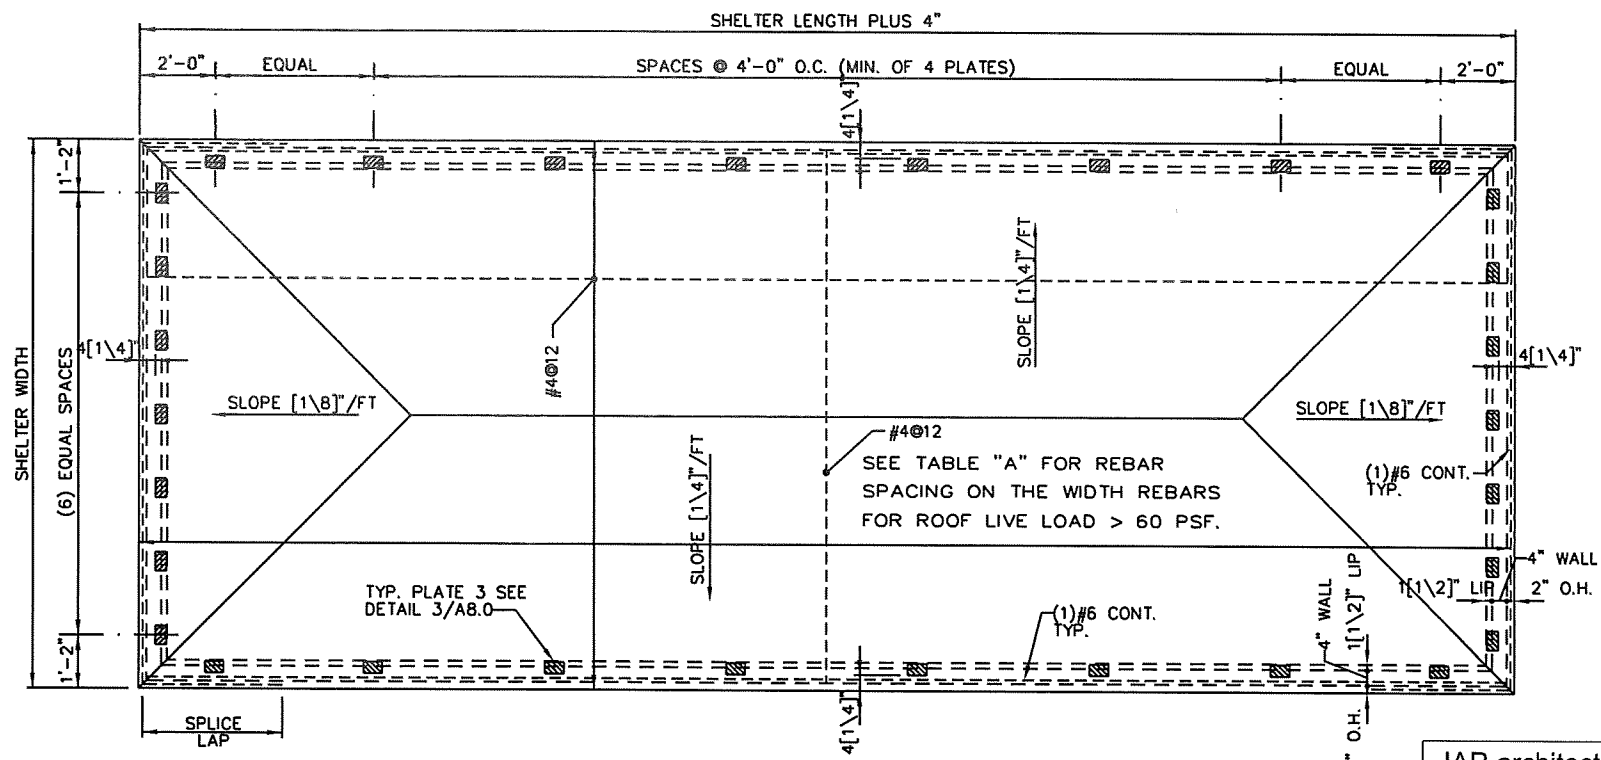 SHELTER LENGTH PLUS 4"
2'-0"
EQUAL
SPACES @ 4'-0" O.C. (MIN. OF 4 PLATES)
EQUAL
2'-0"
4[1\4]
1'-2"
SHELTER WIDTH
(6) EQUAL SPACES
4[1\4]"
SLOPE [1\8]"/FT
#4@12
SLOPE [1\4]"/FT
4[1\4]"
SLOPE [1\8]"/FT
#4@12
SEE TABLE "A" FOR REBAR
SPACING ON THE WIDTH REBARS
FOR ROOF LIVE LOAD > 60 PSF.
(1)#6 CONT.
TYP.
SLOPE [1\4]"/FT
4" WALL
1[1\2]" LIP
2" O.H.
TYP. PLATE 3 SEE
DETAIL 3/A8.0
(1)#6 CONT.
TYP.
4" WALL
1[1\2]" LIP
1'-2"
SPLICE
LAP
4[1\4]
" O.H.